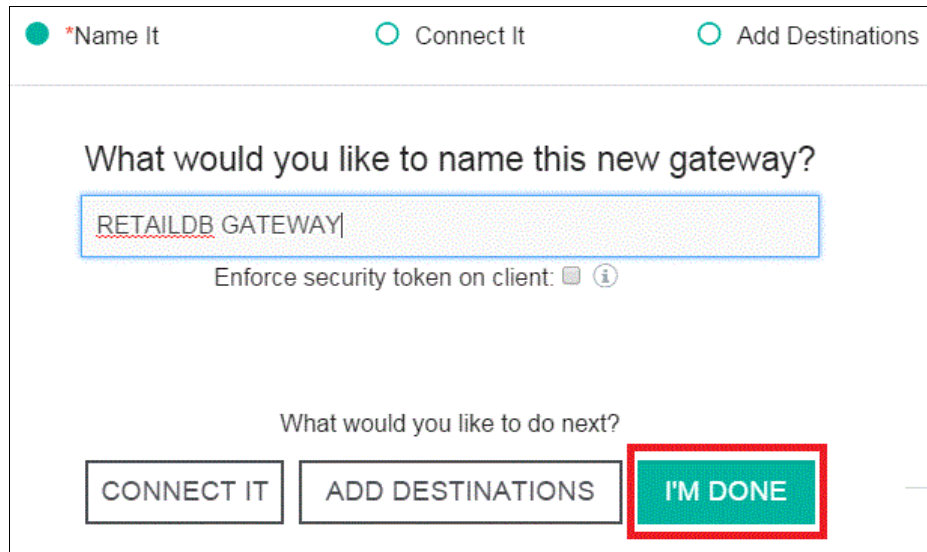 *Name It Connect It Add Destinations
What would you like to name this new gateway?
RETAILDB GATEWAY
Enforce security token on client:
What would you like to do next?
CONNECT IT ADD DESTINATIONS I'M DONE